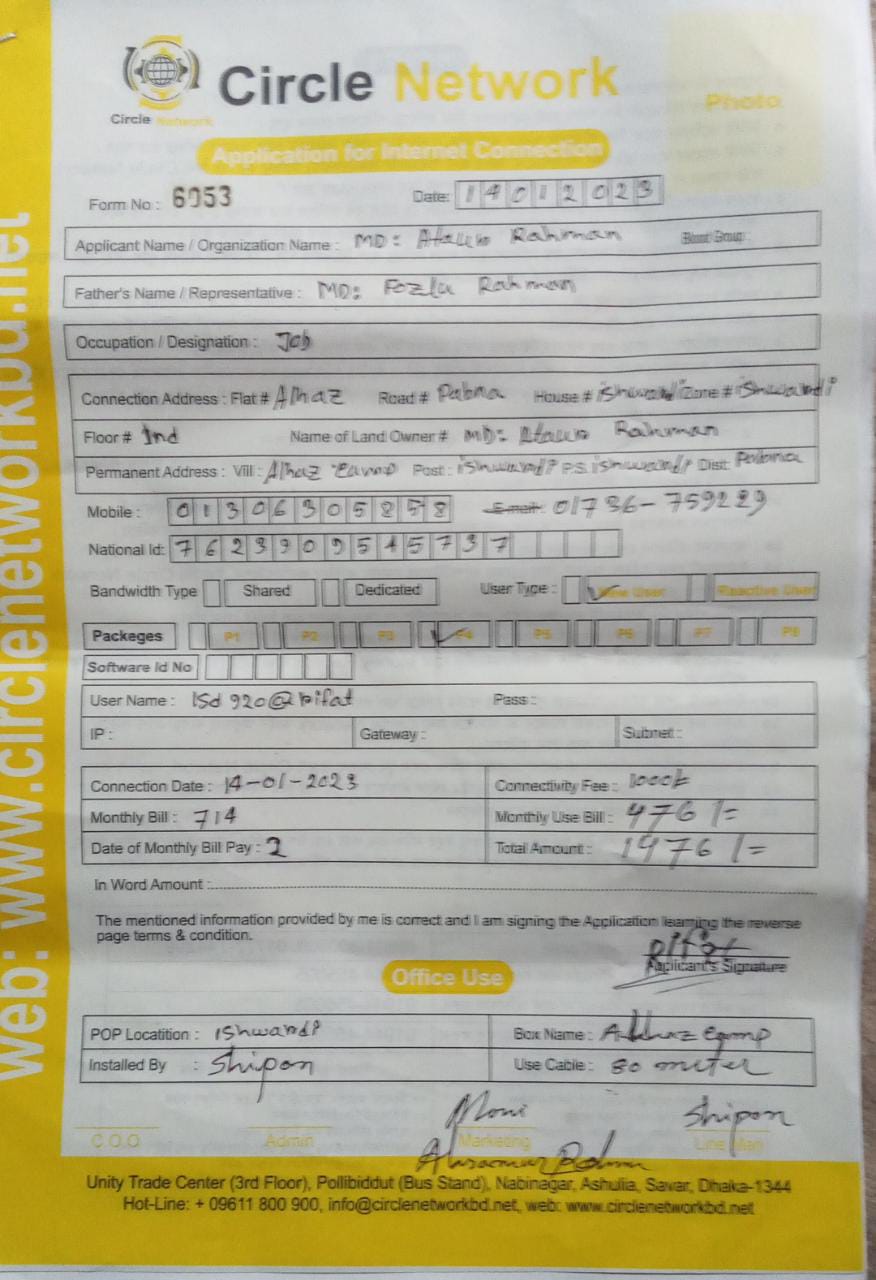 Circle Network
Circle Network
Photo
Application for Internet Connection
Form No : 6053
Date: 14012023
Applicant Name / Organization Name : MD: Ataur Rahman Blood Group :
Father's Name / Representative : MD: Fozlu Rahman
Occupation / Designation : Job
Connection Address : Flat # Alhaz Road # Pabna House # ishwardi Zone # ishwardi
Floor # 2nd Name of Land Owner # MD: Ataur Rahman
Permanent Address : Vill : Alhaz Camp Post : ishwardi P.S. ishwardi Dist: Pabna
Mobile : 01306305858 E-mail: 01736-759229
National Id: 7623909545737
Bandwidth Type Shared Dedicated User Type : New User Reactive User
Packeges P1 P2 P3 P4 P5 P6 P7 P8
Software Id No
User Name : ISd 920@rifat Pass :
IP : Gateway : Subnet :
Connection Date : 14-01-2023 Connectivity Fee : 1000t
Monthly Bill : 714 Monthly Use Bill : 476/=
Date of Monthly Bill Pay : 2 Total Amount : 1476/=
In Word Amount :
The mentioned information provided by me is correct and I am signing the Application learning the reverse
page terms & condition.
Rifat
Applicant's Signature
Office Use
POP Locatition : Ishwardi Box Name : Alhaz Camp
Installed By : Shipon Use Cable : 80 meter
Moni Shipon
C.O.O Admin Marketing Line Man
Unity Trade Center (3rd Floor), Pollibiddut (Bus Stand), Nabinagar, Ashulia, Savar, Dhaka-1344
Hot-Line: + 09611 800 900, info@circlenetworkbd.net, web: www.circlenetworkbd.net
web: www.circlenetworkbd.net